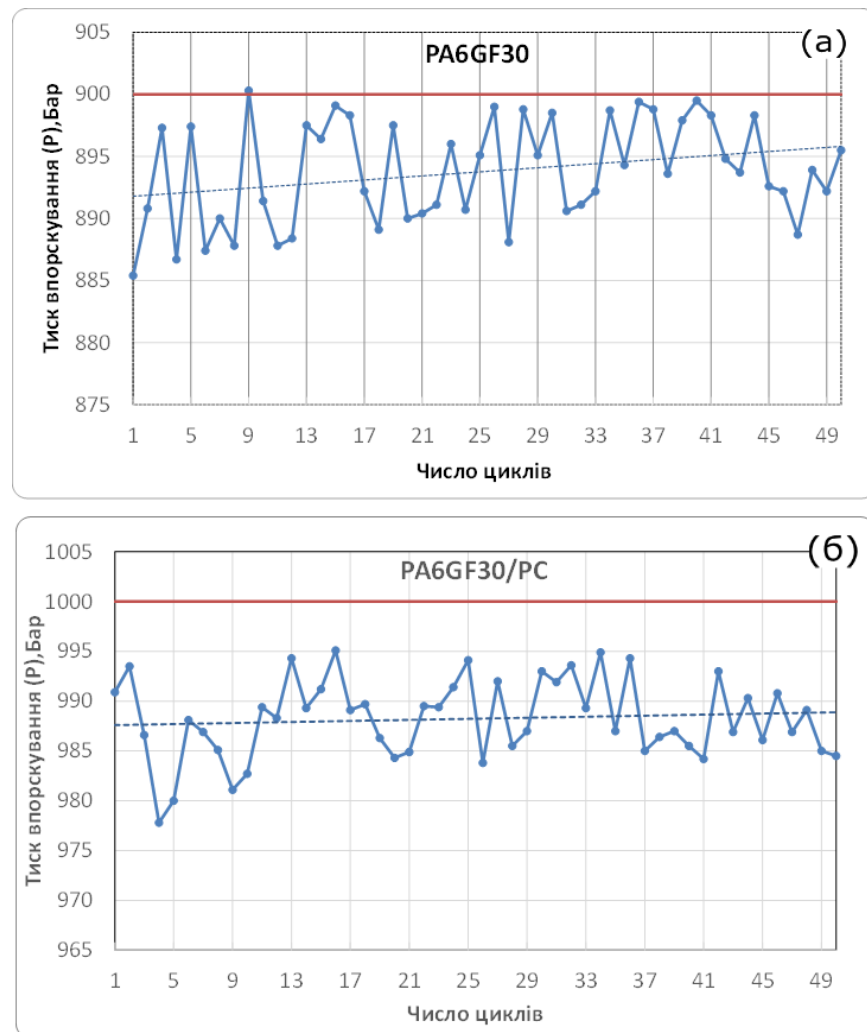 (а)
PA6GF30
Тиск впорскування (Р),Бар
905
900
895
890
885
880
875
1 5 9 13 17 21 25 29 33 37 41 45 49
Число циклів
(б)
PA6GF30/PC
Тиск впорскування (Р),Бар
1005
1000
995
990
985
980
975
970
965
1 5 9 13 17 21 25 29 33 37 41 45 49
Число циклів